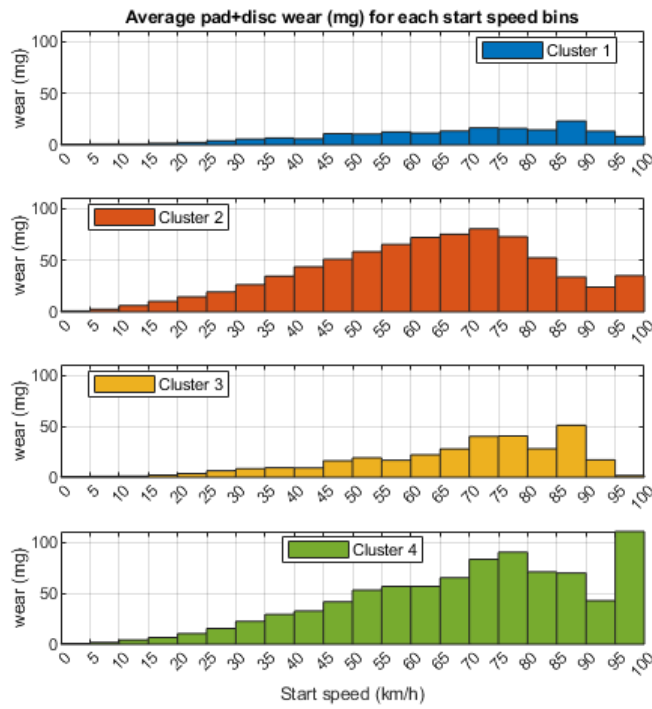 Average pad+disc wear (mg) for each start speed bins
wear (mg)
100
50
0
Cluster 1
0 5 10 15 20 25 30 35 40 45 50 55 60 65 70 75 80 85 90 95 100
wear (mg)
100
50
0
Cluster 2
0 5 10 15 20 25 30 35 40 45 50 55 60 65 70 75 80 85 90 95 100
wear (mg)
100
50
0
Cluster 3
0 5 10 15 20 25 30 35 40 45 50 55 60 65 70 75 80 85 90 95 100
wear (mg)
100
50
0
Cluster 4
0 5 10 15 20 25 30 35 40 45 50 55 60 65 70 75 80 85 90 95 100
Start speed (km/h)